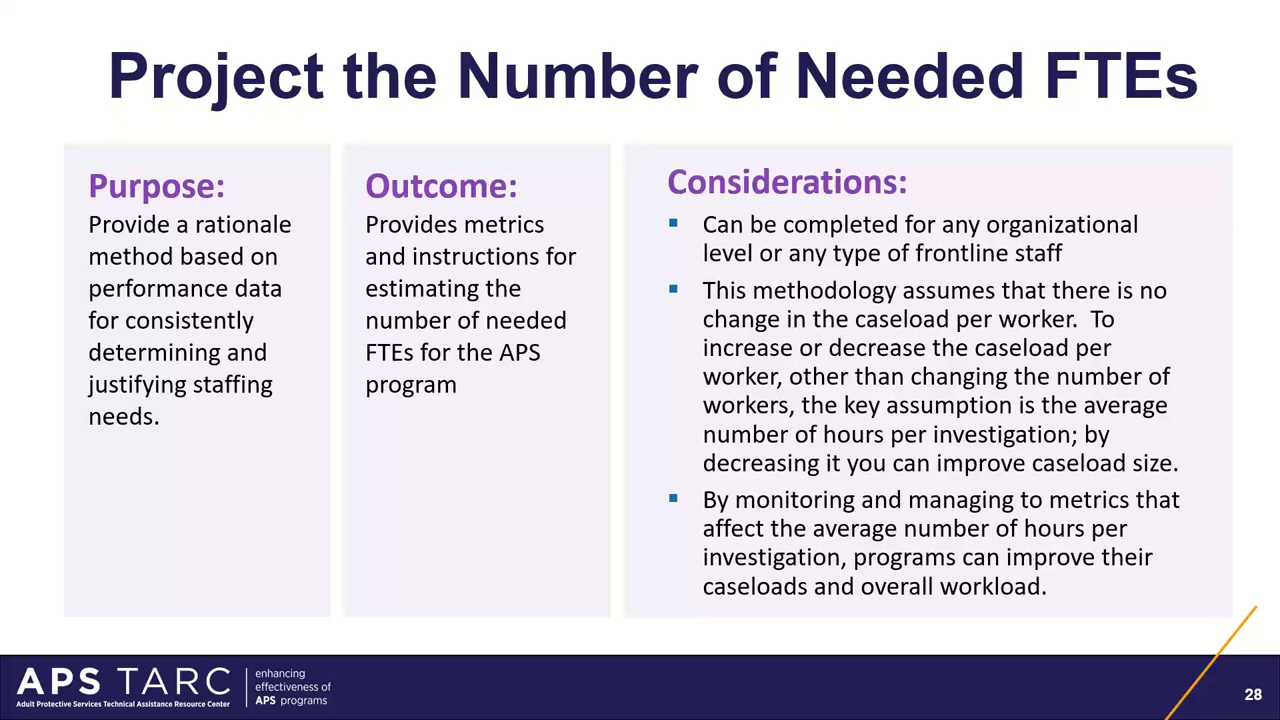 Project the Number of Needed FTEs
Purpose:
Provide a rationale
method based on
performance data
for consistently
determining and
justifying staffing
needs.
Outcome:
Provides metrics
and instructions for
estimating the
number of needed
FTEs for the APS
program
Considerations:
▪ Can be completed for any organizational
level or any type of frontline staff
▪ This methodology assumes that there is no
change in the caseload per worker.  To
increase or decrease the caseload per
worker, other than changing the number of
workers, the key assumption is the average
number of hours per investigation; by
decreasing it you can improve caseload size.
▪ By monitoring and managing to metrics that
affect the average number of hours per
investigation, programs can improve their
caseloads and overall workload.
APS TARC
Adult Protective Services Technical Assistance Resource Center
enhancing
effectiveness of
APS programs
28